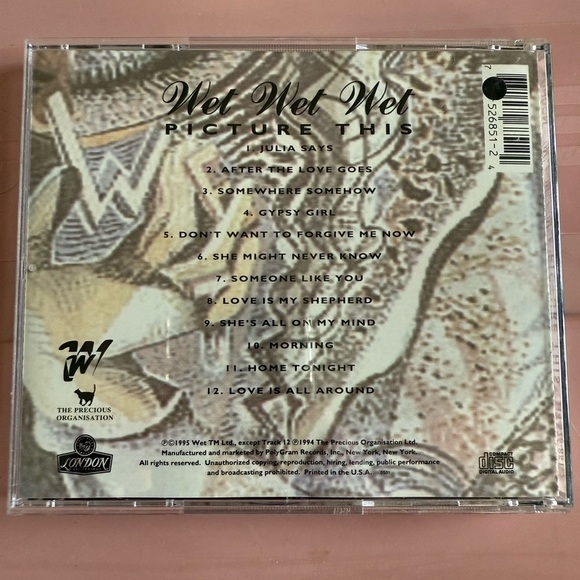 Wet Wet Wet
PICTURE THIS
1. JULIA SAYS
2. AFTER THE LOVE GOES
3. SOMEWHERE SOMEHOW
4. GYPSY GIRL
5. DON'T WANT TO FORGIVE ME NOW
6. SHE MIGHT NEVER KNOW
7. SOMEONE LIKE YOU
8. LOVE IS MY SHEPHERD
9. SHE'S ALL ON MY MIND
10. MORNING
11. HOME TONIGHT
12. LOVE IS ALL AROUND
7 26851-2 4
W
THE PRECIOUS
ORGANISATION
LONDON
℗©1995 Wet TM Ltd., except Track 12 ℗1994 The Precious Organisation Ltd.
Manufactured and marketed by PolyGram Records, Inc., New York, New York.
All rights reserved. Unauthorized copying, reproduction, hiring, lending, public performance
and broadcasting prohibited. Printed in the U.S.A.
COMPACT
disc
DIGITAL AUDIO